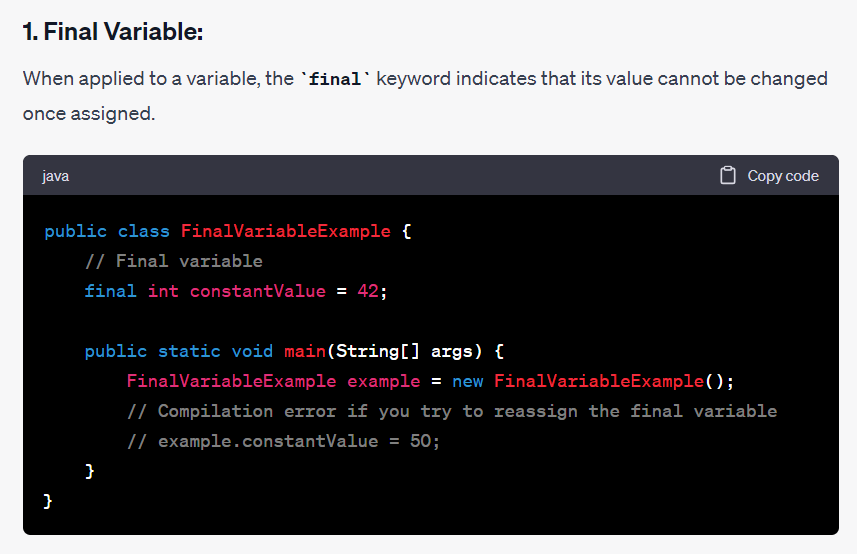 1. Final Variable:
When applied to a variable, the `final` keyword indicates that its value cannot be changed
once assigned.
java
Copy code
public class FinalVariableExample {
    // Final variable
    final int constantValue = 42;
    public static void main(String[] args) {
        FinalVariableExample example = new FinalVariableExample();
        // Compilation error if you try to reassign the final variable
        // example.constantValue = 50;
    }
}